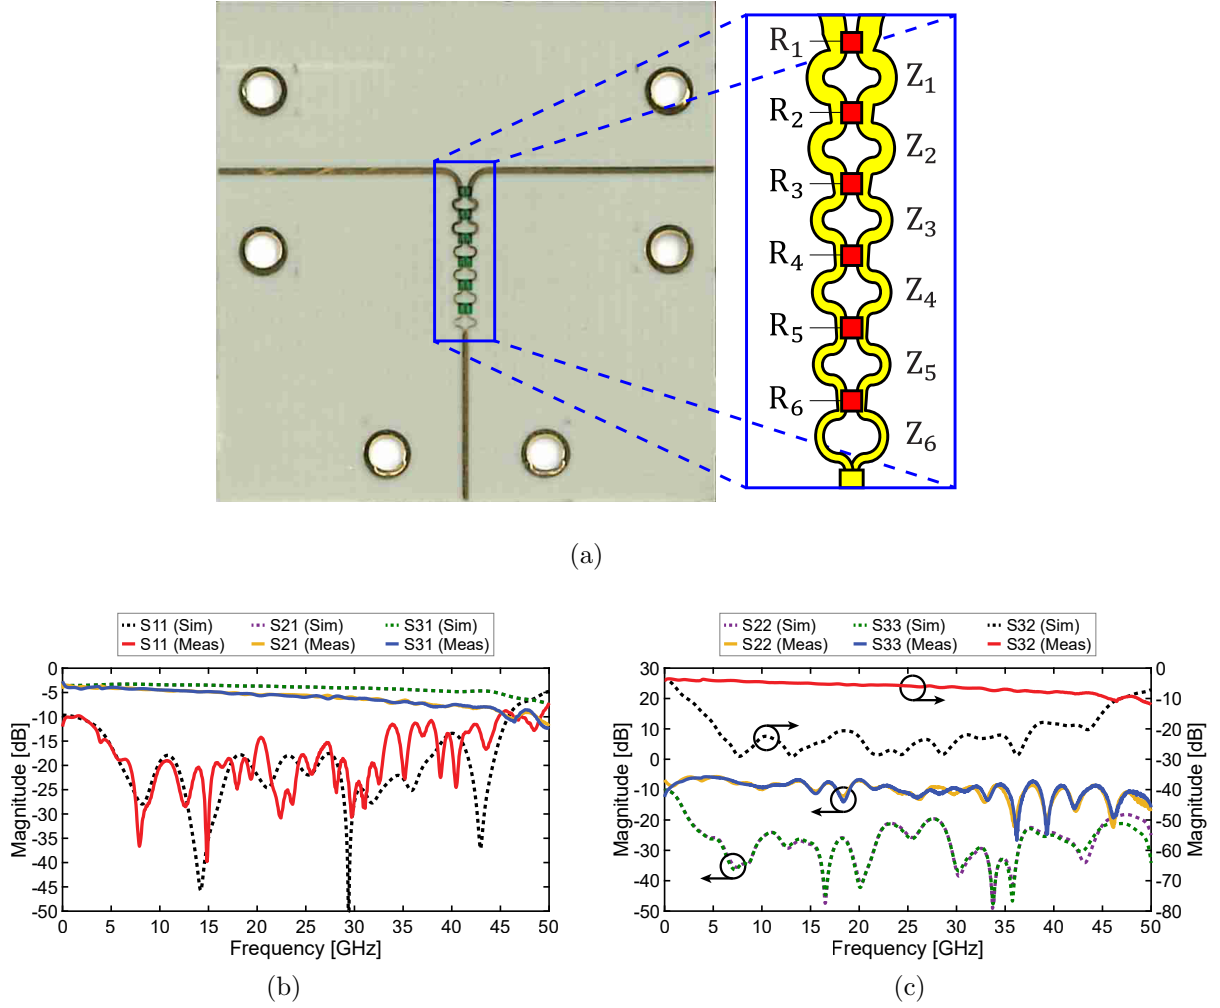 R1
Z1
R2
Z2
R3
Z3
R4
Z4
R5
Z5
R6
Z6
(a)
S11 (Sim) S21 (Sim) S31 (Sim)
S11 (Meas) S21 (Meas) S31 (Meas)
0
-5
-10
-15
-20
-25
-30
-35
-40
-45
-50
Magnitude [dB]
0 5 10 15 20 25 30 35 40 45 50
Frequency [GHz]
(b)
S22 (Sim) S33 (Sim) S32 (Sim)
S22 (Meas) S33 (Meas) S32 (Meas)
30
20
10
0
-10
-20
-30
-40
-50
Magnitude [dB]
0
-10
-20
-30
-40
-50
-60
-70
-80
Magnitude [dB]
0 5 10 15 20 25 30 35 40 45 50
Frequency [GHz]
(c)